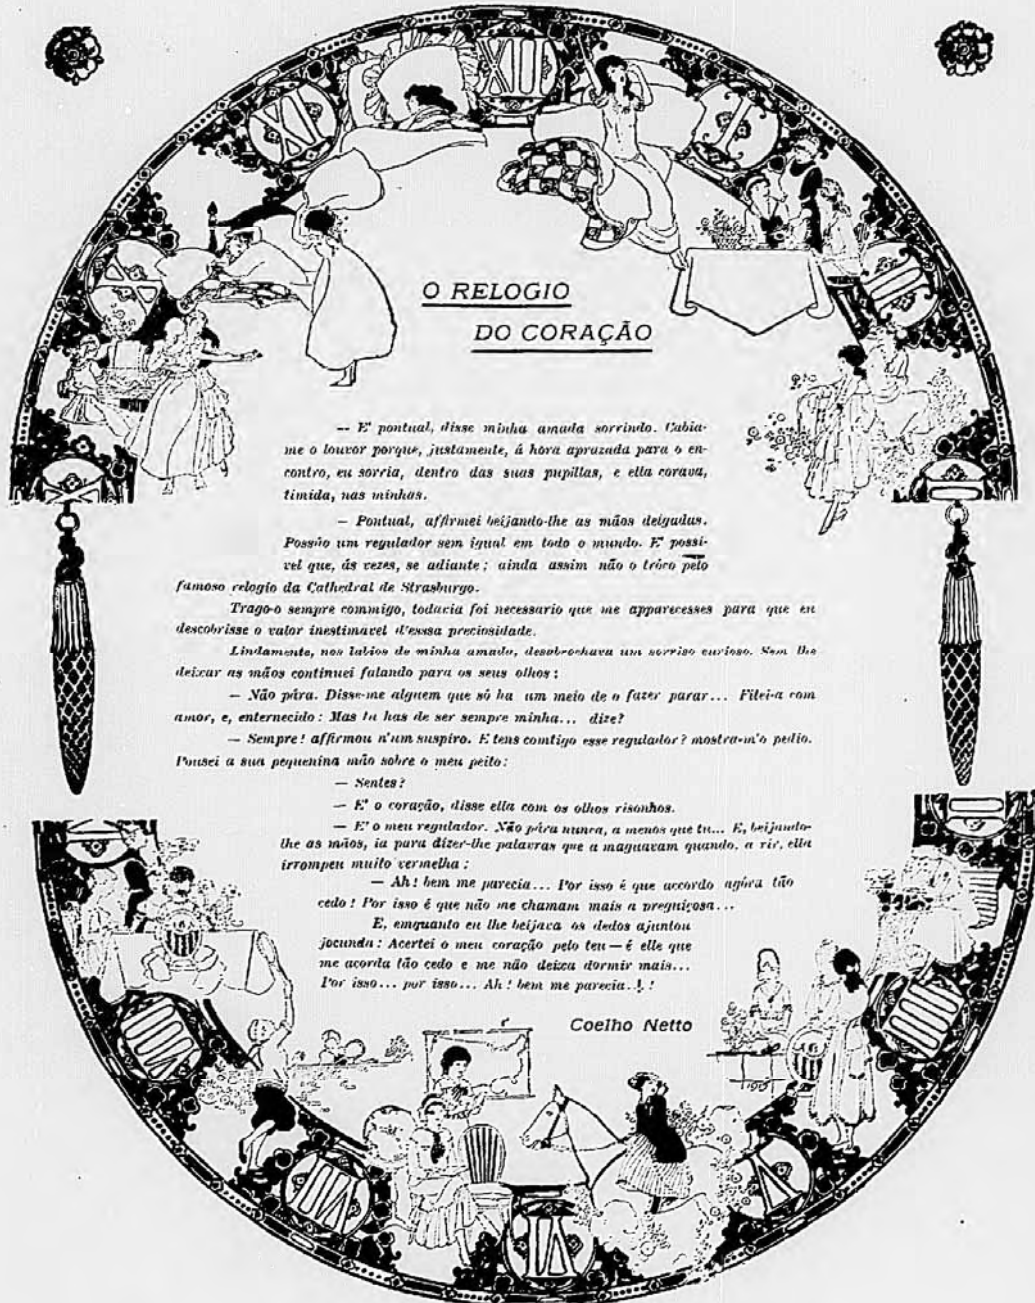 XII
XI
I
X
II
O RELOGIO
DO CORAÇÃO
— E' pontual, disse minha amada sorrindo. Cabia-
me o louvor porque, justamente, á hora aprazada para o en-
contro, eu sorria, dentro das suas pupillas, e ella corava,
timida, nas minhas.
— Pontual, affirmei beijando-lhe as mãos delgadas.
Possúo um regulador sem igual em todo o mundo. E' possi-
vel que, ás vezes, se adiante; ainda assim não o tróco pelo
famoso relogio da Cathedral de Strasburgo.
Trago-o sempre commigo, todavia foi necessario que me apparecesses para que eu
descobrisse o valor inestimavel d'esssa preciosidade.
Lindamente, nos labios de minha amada, desabrochava um sorriso curioso. Sem lhe
deixar as mãos continuei falando para os seus olhos:
— Não pára. Disse-me alguem que só ha um meio de o fazer parar... Fitei-a com
amor, e, enternecido: Mas tu has de ser sempre minha... dize?
— Sempre! affirmou n'um suspiro. E tens comtigo esse regulador? mostra-m'o pedio.
Pousei a sua pequenina mão sobre o meu peito:
— Sentes?
— E' o coração, disse ella com os olhos risonhos.
— E' o meu regulador. Não pára nunca, a menos que tu... E, beijando-
lhe as mãos, ia para dizer-lhe palavras que a maguavam quando, a rir, ella
irrompeu muito vermelha:
— Ah! bem me parecia... Por isso é que accordo agóra tão
cedo! Por isso é que não me chamam mais a preguiçosa...
E, emquanto eu lhe beijava os dedos ajuntou
jocunda: Acertei o meu coração pelo teu — é elle que
me acorda tão cedo e me não deixa dormir mais...
Por isso... por isso... Ah! bem me parecia..!. !
Coelho Netto
VIII
IIII
VII
V
VI